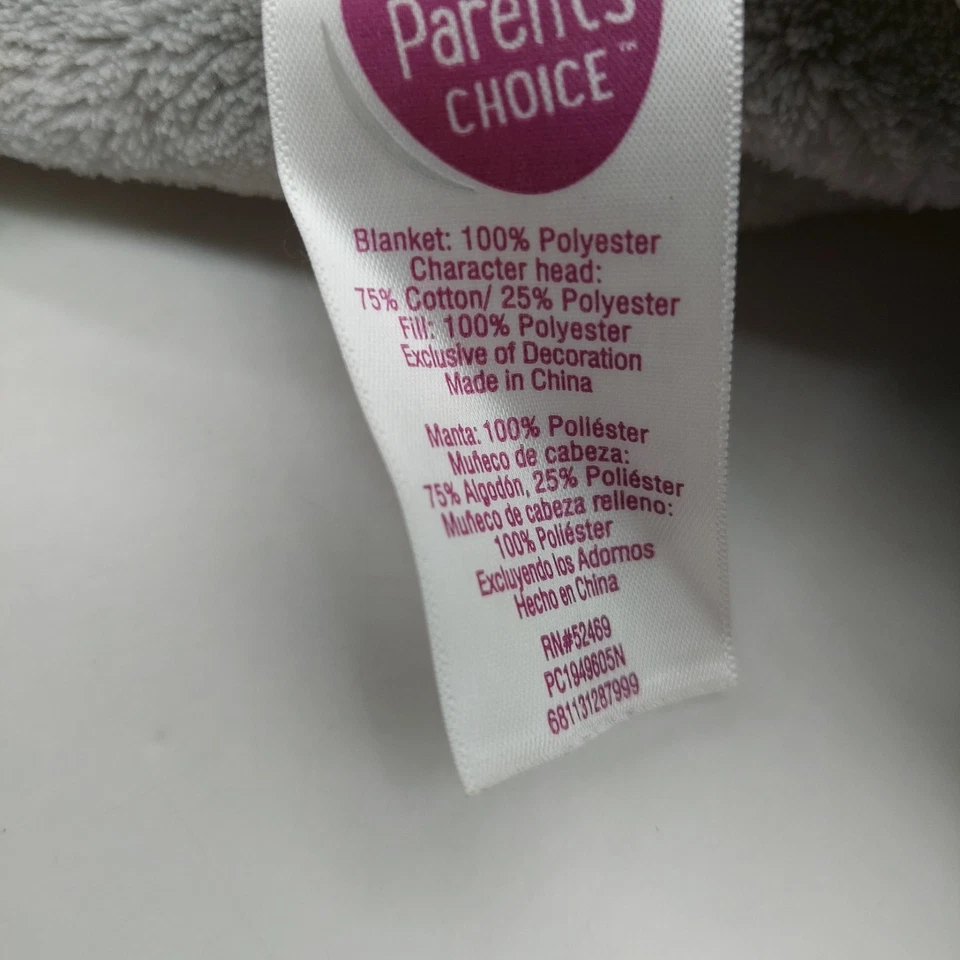 Parent's
CHOICE™
Blanket: 100% Polyester
Character head:
75% Cotton/ 25% Polyester
Fill: 100% Polyester
Exclusive of Decoration
Made in China
Manta: 100% Poliéster
Muñeco de cabeza:
75% Algodón, 25% Poliéster
Muñeco de cabeza relleno:
100% Poliéster
Excluyendo los Adornos
Hecho en China
RN#52469
PC1949605N
681131287999